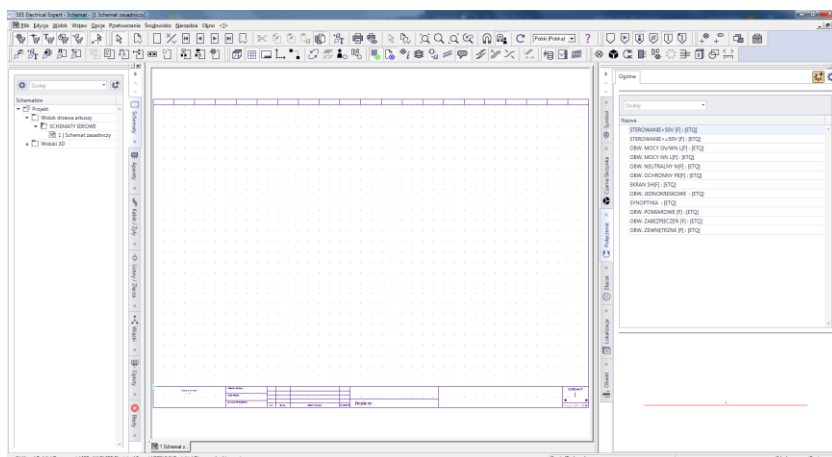 SEE Electrical Expert - Schemat - [1 Schemat zasadniczy]
Plik Edycja Widok Wstaw Opcje Przetwarzanie Środowisko Narzędzia Okno <?>
Polski (Polska)
Szukaj
Schematów
Projekt
Widok drzewa arkuszy
SCHEMATY IDEOWE
1 | Schemat zasadniczy
Widoki 3D
Schematy
Aparaty
Kable / Żyły
Listwy / Złącza
Wiązki
Opisy
Błędy
1 Schemat z...
Symbol
Czarna Skrzynka
Połączenie
Złącze
Lokalizacja
Obiekt
Ogólne
Szukaj
Nazwa
STEROWANIE>50V [F] : [ETQ]
STEROWANIE<=50V [F] : [ETQ]
OBW. MOCY SN/WN L[F] : [ETQ]
OBW. MOCY NN L[F] : [ETQ]
OBW. NEUTRALNY N[F] : [ETQ]
OBW. OCHRONNY PE[F] : [ETQ]
EKRAN SH[F] : [ETQ]
OBW. JEDNOKRESKOWE : [ETQ]
SYNOPTYKA : [ETQ]
OBW. POMIAROWE [F] : [ETQ]
OBW. ZABEZPIECZEŃ [F] : [ETQ]
OBW. ZEWNĘTRZNE [F] : [ETQ]